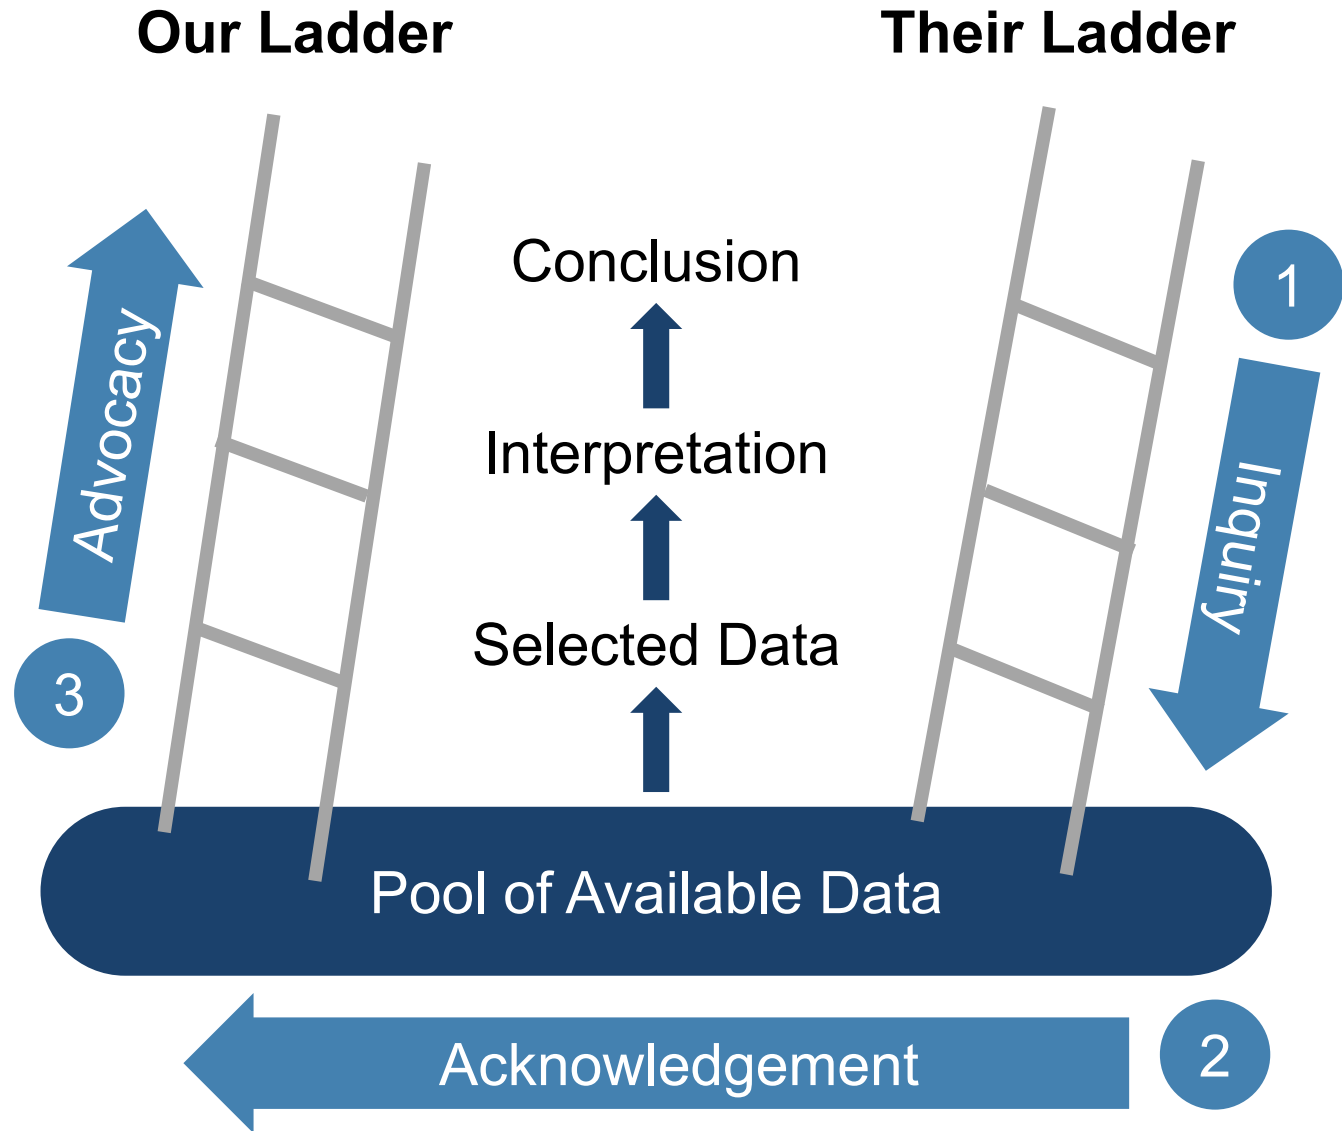 Our Ladder
Their Ladder
Conclusion
1
Advocacy
Interpretation
Inquiry
Selected Data
3
Pool of Available Data
Acknowledgement
2